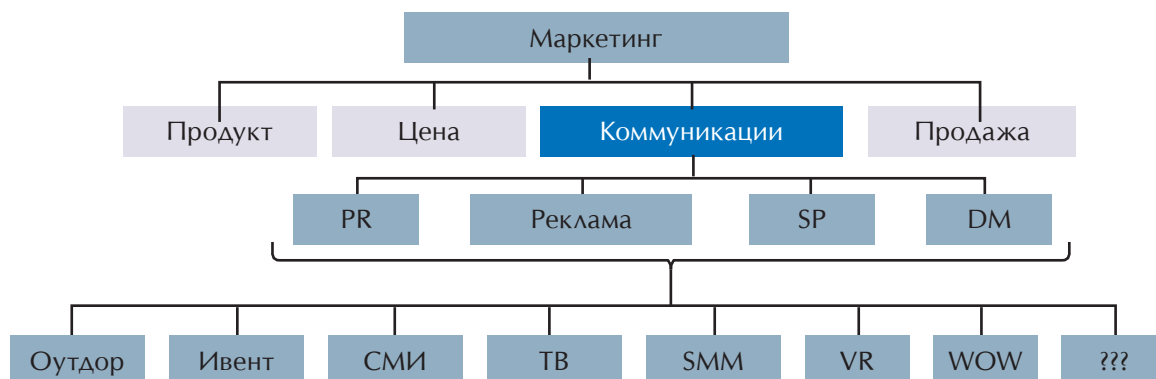 Маркетинг
Продукт
Цена
Коммуникации
Продажа
PR
Реклама
SP
DM
Оутдор
Ивент
СМИ
ТВ
SMM
VR
WOW
???